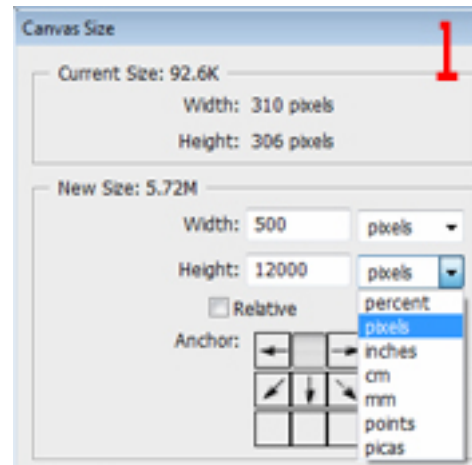 Canvas Size
1
Current Size: 92.6K
Width: 310 pixels
Height: 306 pixels
New Size: 5.72M
Width: 500 pixels
Height: 12000 pixels
Relative
Anchor:
percent
pixels
inches
cm
mm
points
picas